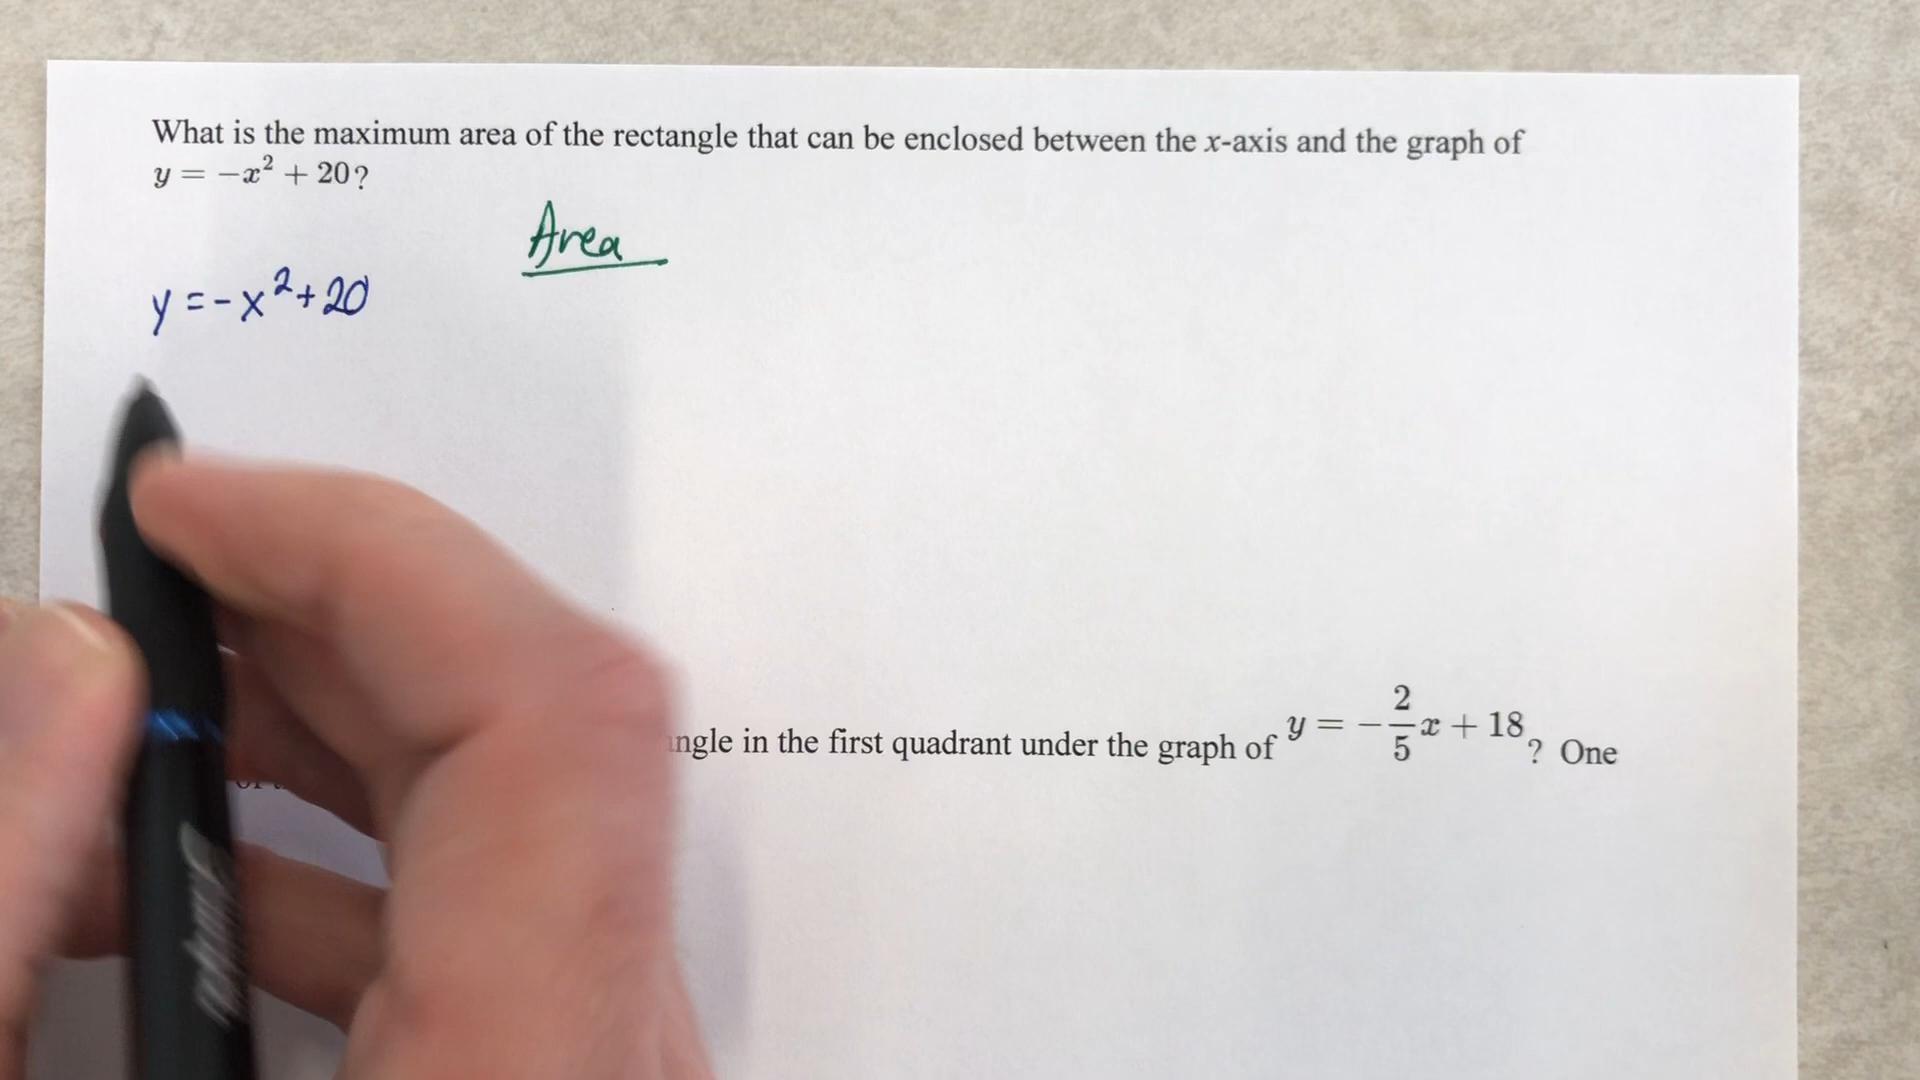 What is the maximum area of the rectangle that can be enclosed between the x-axis and the graph of
y = −x² + 20?
Area
y = -x² + 20
in the first quadrant under the graph of y = −2/5x + 18? One